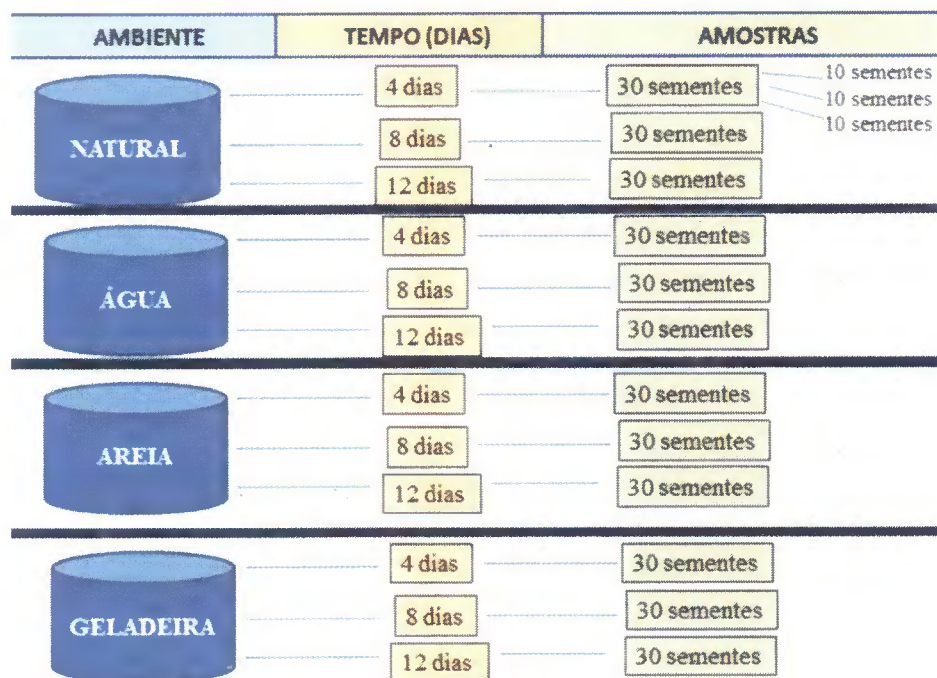 AMBIENTE TEMPO (DIAS) AMOSTRAS
NATURAL
4 dias 30 sementes 10 sementes
10 sementes
10 sementes
8 dias 30 sementes
12 dias 30 sementes
ÁGUA
4 dias 30 sementes
8 dias 30 sementes
12 dias 30 sementes
AREIA
4 dias 30 sementes
8 dias 30 sementes
12 dias 30 sementes
GELADEIRA
4 dias 30 sementes
8 dias 30 sementes
12 dias 30 sementes